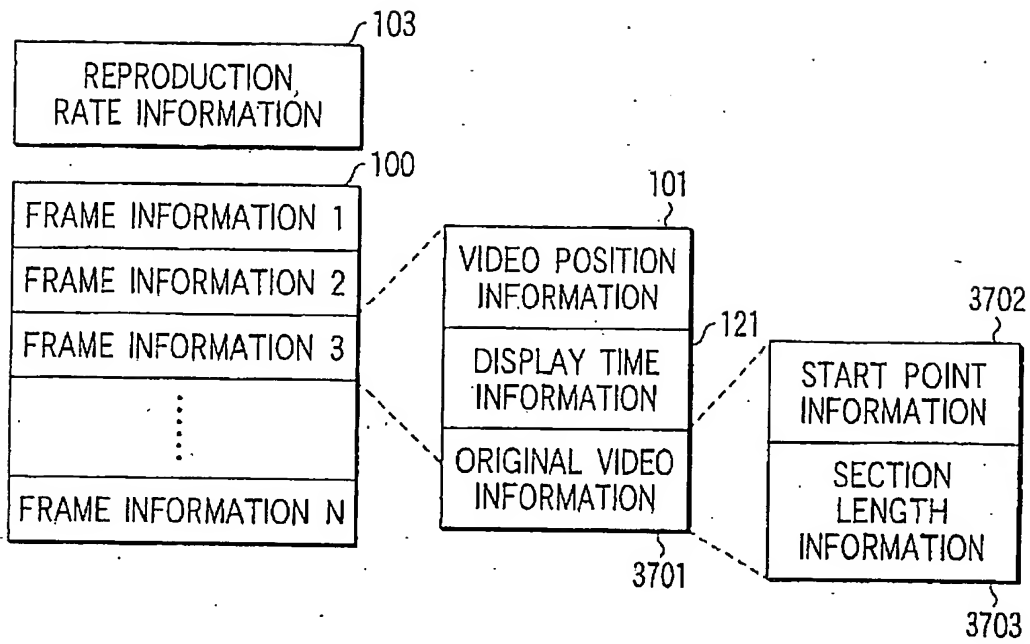 103
REPRODUCTION,
RATE INFORMATION
100
FRAME INFORMATION 1
FRAME INFORMATION 2
FRAME INFORMATION 3
FRAME INFORMATION N
101
VIDEO POSITION
INFORMATION
121
DISPLAY TIME
INFORMATION
ORIGINAL VIDEO
INFORMATION
3701
3702
START POINT
INFORMATION
SECTION
LENGTH
INFORMATION
3703